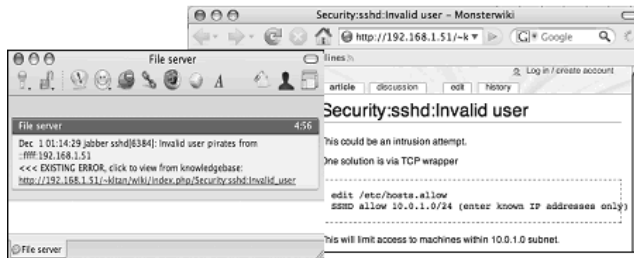 Security:sshd:Invalid user - Monsterwiki
http://192.168.1.51/~k
Google
File server
Log in / create account
article discussion edit history
Security:sshd:Invalid user
This could be an intrusion attempt.
One solution is via TCP wrapper
edit /etc/hosts.allow
SSHD allow 10.0.1.0/24 (enter known IP addresses only)
This will limit access to machines within 10.0.1.0 subnet.
File server 4:56
Dec 1 01:14:29 jabber sshd[6384]: Invalid user pirates from
::ffff:192.168.1.51
<<< EXISTING ERROR, click to view from knowledgebase:
http://192.168.1.51/~kltan/wiki/index.php/Security:sshd:Invalid_user
File server